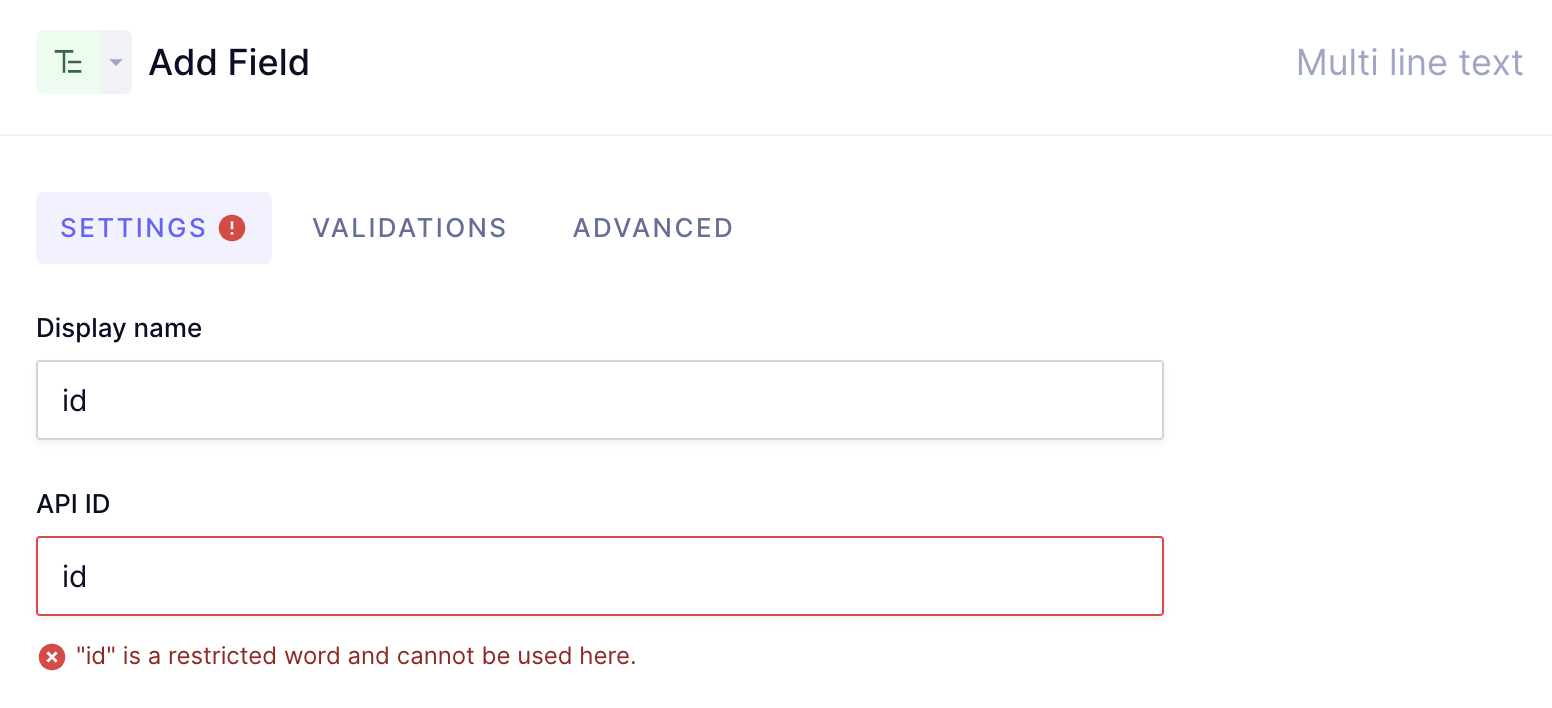 Add Field
Multi line text
SETTINGS
VALIDATIONS
ADVANCED
Display name
id
API ID
id
"id" is a restricted word and cannot be used here.